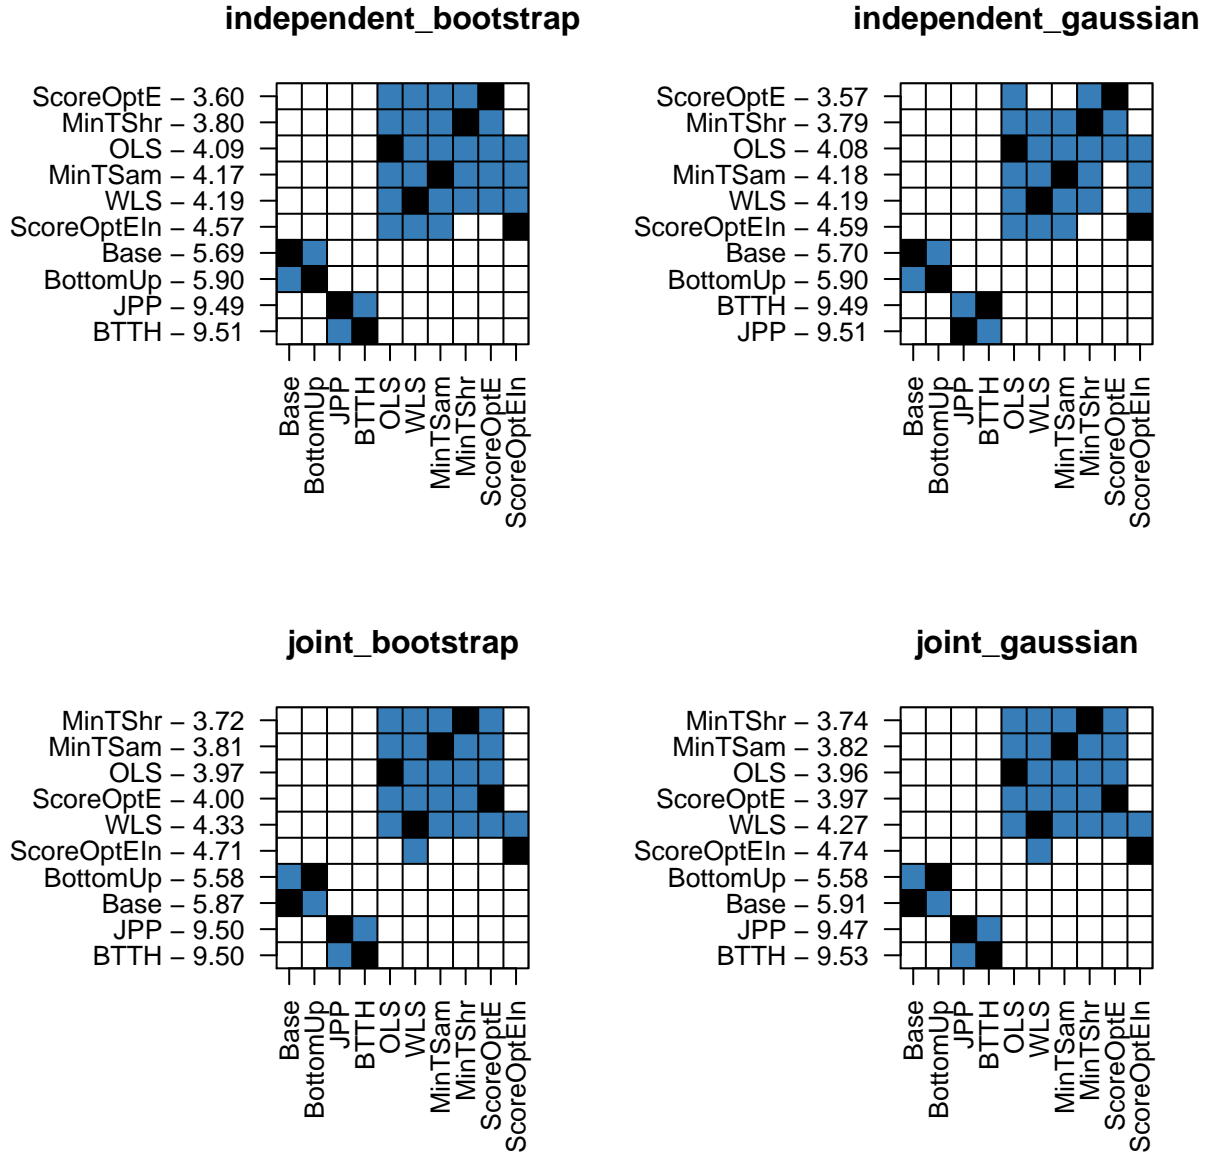 independent_bootstrap
ScoreOptE − 3.60
MinTShr − 3.80
OLS − 4.09
MinTSam − 4.17
WLS − 4.19
ScoreOptEIn − 4.57
Base − 5.69
BottomUp − 5.90
JPP − 9.49
BTTH − 9.51
Base
BottomUp
JPP
BTTH
OLS
WLS
MinTSam
MinTShr
ScoreOptE
ScoreOptEIn
independent_gaussian
ScoreOptE − 3.57
MinTShr − 3.79
OLS − 4.08
MinTSam − 4.18
WLS − 4.19
ScoreOptEIn − 4.59
Base − 5.70
BottomUp − 5.90
BTTH − 9.49
JPP − 9.51
Base
BottomUp
JPP
BTTH
OLS
WLS
MinTSam
MinTShr
ScoreOptE
ScoreOptEIn
joint_bootstrap
MinTShr − 3.72
MinTSam − 3.81
OLS − 3.97
ScoreOptE − 4.00
WLS − 4.33
ScoreOptEIn − 4.71
BottomUp − 5.58
Base − 5.87
JPP − 9.50
BTTH − 9.50
Base
BottomUp
JPP
BTTH
OLS
WLS
MinTSam
MinTShr
ScoreOptE
ScoreOptEIn
joint_gaussian
MinTShr − 3.74
MinTSam − 3.82
OLS − 3.96
ScoreOptE − 3.97
WLS − 4.27
ScoreOptEIn − 4.74
BottomUp − 5.58
Base − 5.91
JPP − 9.47
BTTH − 9.53
Base
BottomUp
JPP
BTTH
OLS
WLS
MinTSam
MinTShr
ScoreOptE
ScoreOptEIn